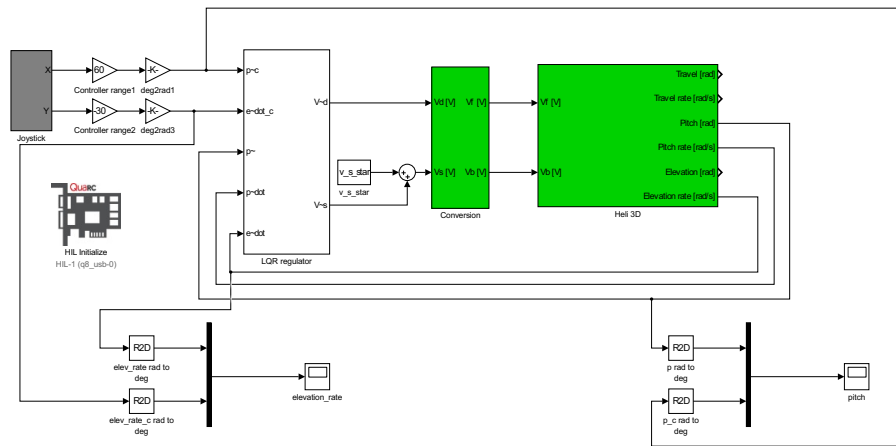 X
60
-K-
Controller range1
deg2rad1
Y
-30
-K-
Controller range2
deg2rad3
Joystick
p~c
e~dot_c
p~
p~dot
e~dot
V~d
V~s
LQR regulator
v_s_star
v_s_star
Vd [V]
Vs [V]
Vf [V]
Vb [V]
Conversion
Vf [V]
Vb [V]
Travel [rad]
Travel rate [rad/s]
Pitch [rad]
Pitch rate [rad/s]
Elevation [rad]
Elevation rate [rad/s]
Heli 3D
QuaRC
HIL Initialize
HIL-1 (q8_usb-0)
R2D
elev_rate rad to
deg
R2D
elev_rate_c rad to
deg
elevation_rate
R2D
p rad to
deg
R2D
p_c rad to
deg
pitch